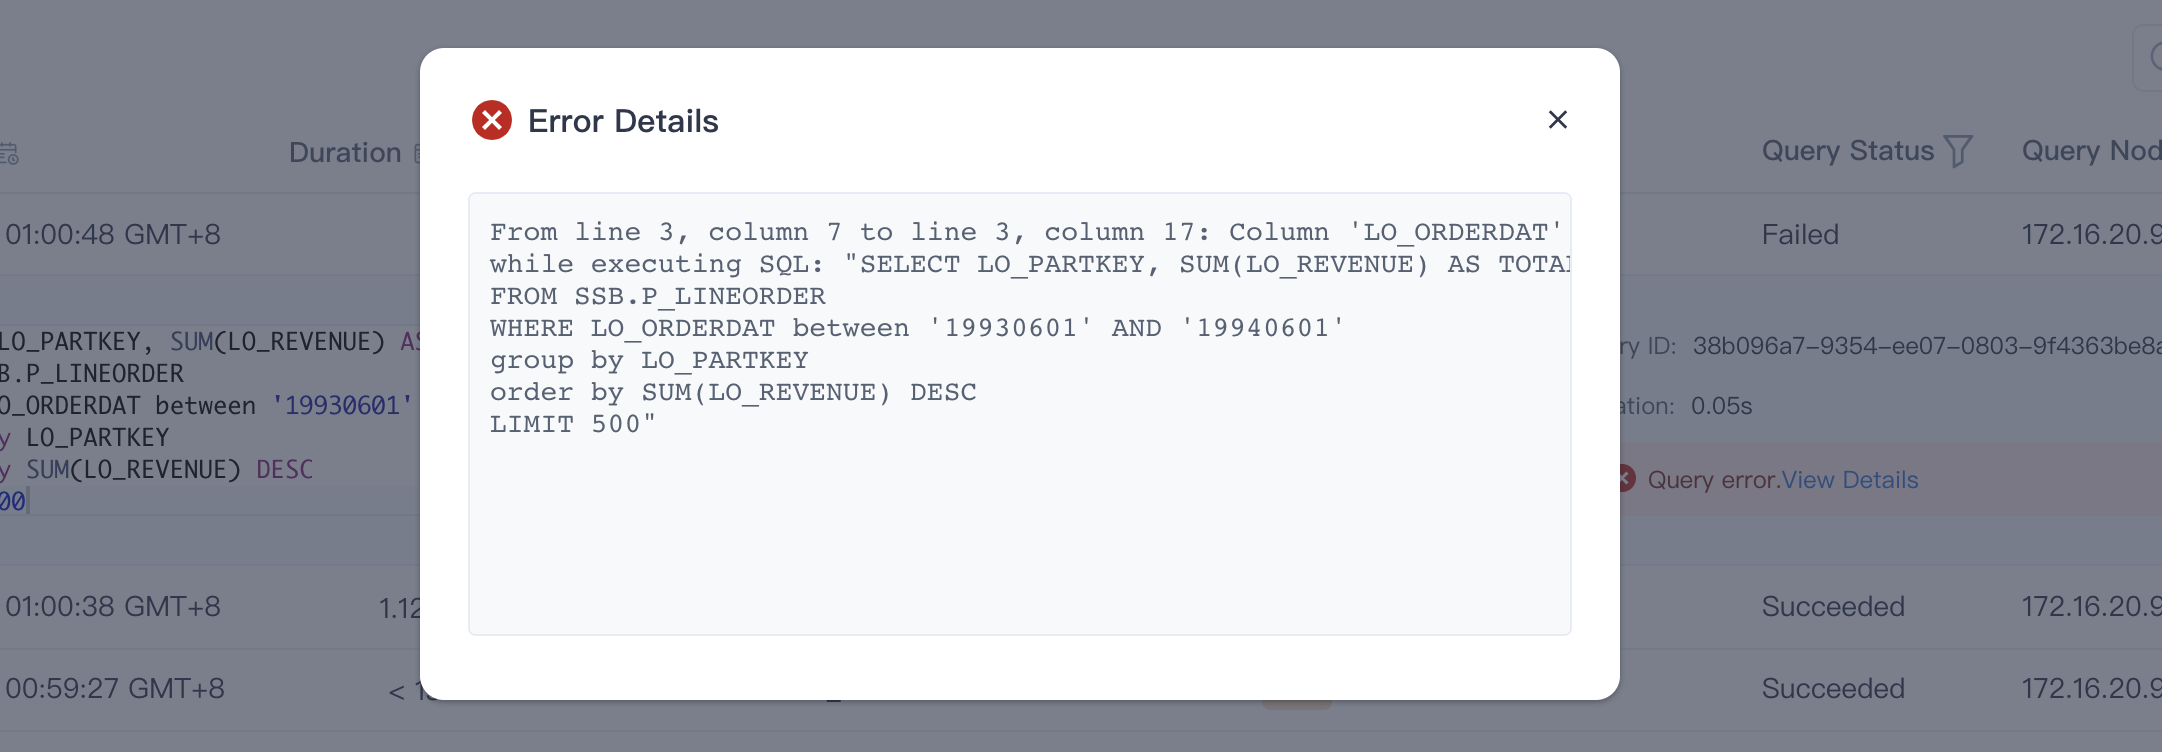 Error Details
Duration
Query Status
Query Nod
From line 3, column 7 to line 3, column 17: Column 'LO_ORDERDAT'
while executing SQL: "SELECT LO_PARTKEY, SUM(LO_REVENUE) AS TOTAL
FROM SSB.P_LINEORDER
WHERE LO_ORDERDAT between '19930601' AND '19940601'
group by LO_PARTKEY
order by SUM(LO_REVENUE) DESC
LIMIT 500"
01:00:48 GMT+8
Failed
172.16.20.9
LO_PARTKEY, SUM(LO_REVENUE) AS
B.P_LINEORDER
O_ORDERDAT between '19930601'
y LO_PARTKEY
y SUM(LO_REVENUE) DESC
00
ry ID: 38b096a7-9354-ee07-0803-9f4363be8a
ation: 0.05s
Query error.View Details
01:00:38 GMT+8
1.12
Succeeded
172.16.20.9
00:59:27 GMT+8
< 1
Succeeded
172.16.20.9